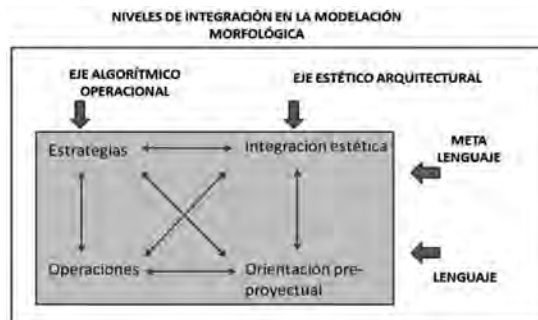 NIVELES DE INTEGRACIÓN EN LA MODELACIÓN
MORFOLÓGICA
EJE ALGORÍTMICO
OPERACIONAL
EJE ESTÉTICO ARQUITECTURAL
Estrategias
Integración estética
META
LENGUAJE
Operaciones
Orientación pre-
proyectual
LENGUAJE